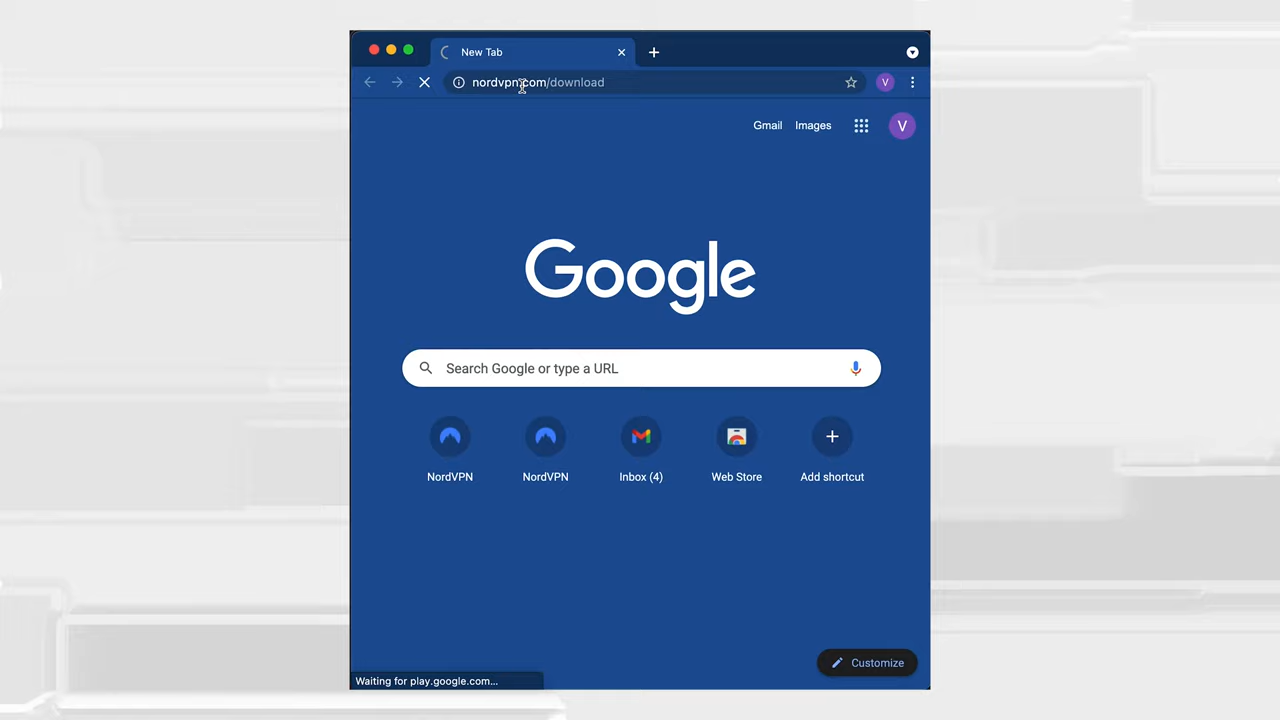 New Tab
nordvpn.com/download
V
Gmail Images
V
Google
Search Google or type a URL
NordVPN NordVPN Inbox (4) Web Store Add shortcut
Customize
Waiting for play.google.com...